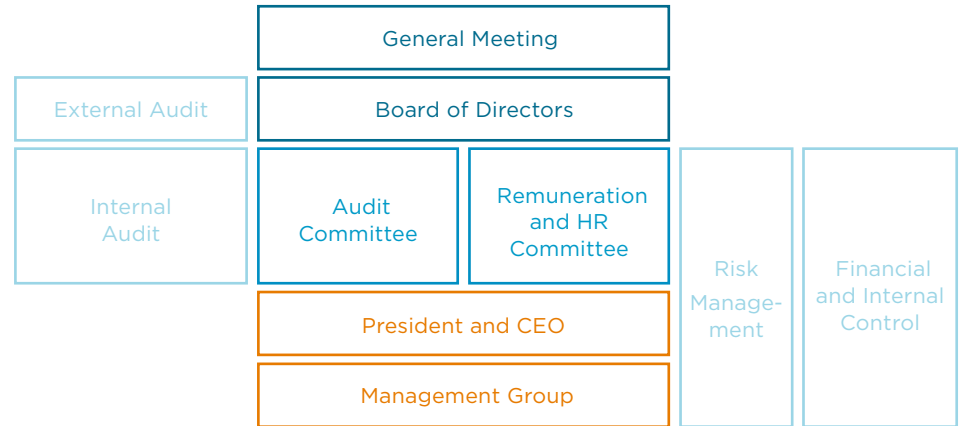 General Meeting
External Audit
Board of Directors
Internal
Audit
Audit
Committee
Remuneration
and HR
Committee
Risk
Manage-
ment
Financial
and Internal
Control
President and CEO
Management Group